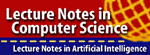 Lecture Notes in
Computer Science
Lecture Notes in Artificial Intelligence